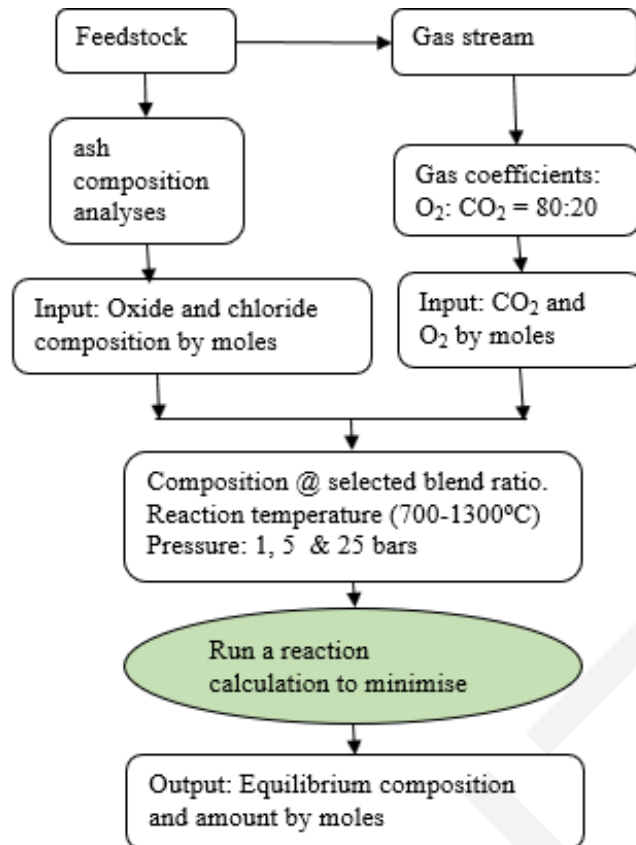 Feedstock
Gas stream
ash
composition
analyses
Gas coefficients:
O₂: CO₂ = 80:20
Input: Oxide and chloride
composition by moles
Input: CO₂ and
O₂ by moles
Composition @ selected blend ratio.
Reaction temperature (700-1300⁰C)
Pressure: 1, 5 & 25 bars
Run a reaction
calculation to minimise
Output: Equilibrium composition
and amount by moles